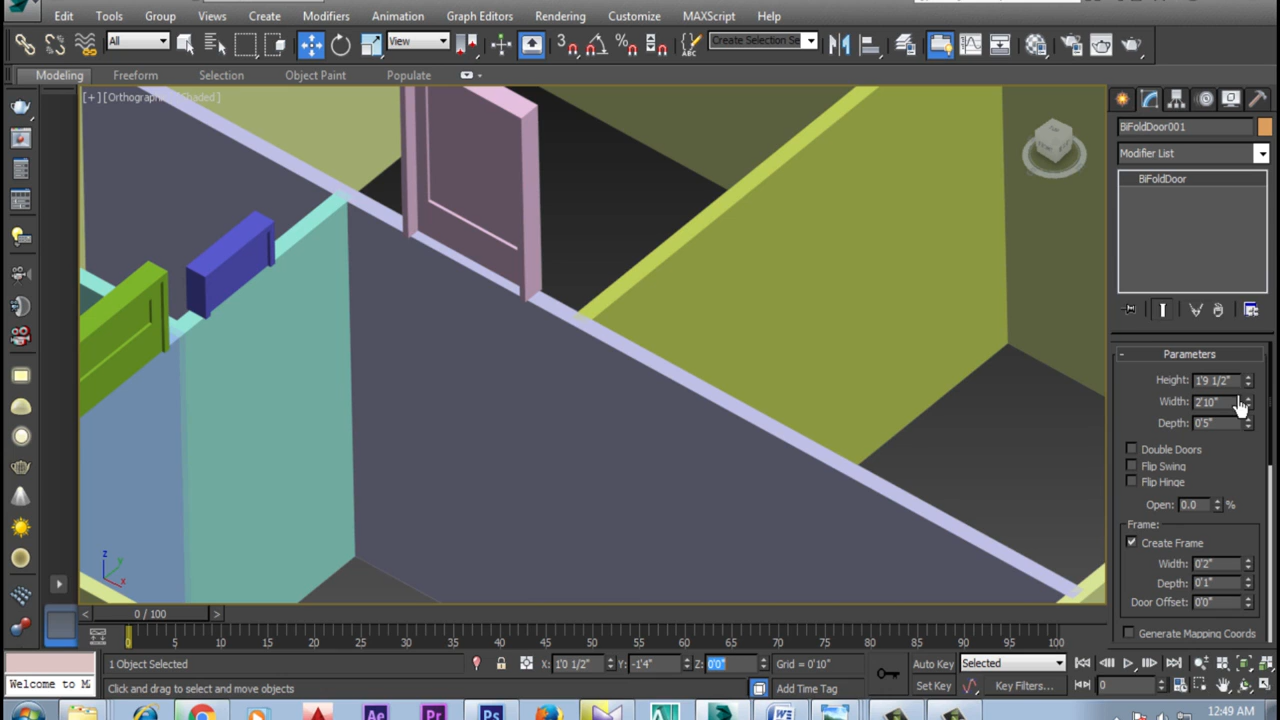 Edit Tools Group Views Create Modifiers Animation Graph Editors Rendering Customize MAXScript Help
All View Create Selection Se
Modeling Freeform Selection Object Paint Populate
[+] [Orthographic
BiFoldDoor001
Modifier List
BiFoldDoor
- Parameters
Height: 1'9 1/2"
Width: 2'10"
Depth: 0'5"
Double Doors
Flip Swing
Flip Hinge
Open: 0.0 %
Frame:
Create Frame
Width: 0'2"
Depth: 0'1"
Door Offset: 0'0"
Generate Mapping Coords
< 0 / 100 >
0 5 10 15 20 25 30 35 40 45 50 55 60 65 70 75 80 85 90 95 100
1 Object Selected X: 1'0 1/2" Y: -1'4" Z: 0'0" Grid = 0'10" Auto Key Selected
Welcome to M Click and drag to select and move objects Add Time Tag Set Key Key Filters... 0
Ae Pr Ps
12:49 AM